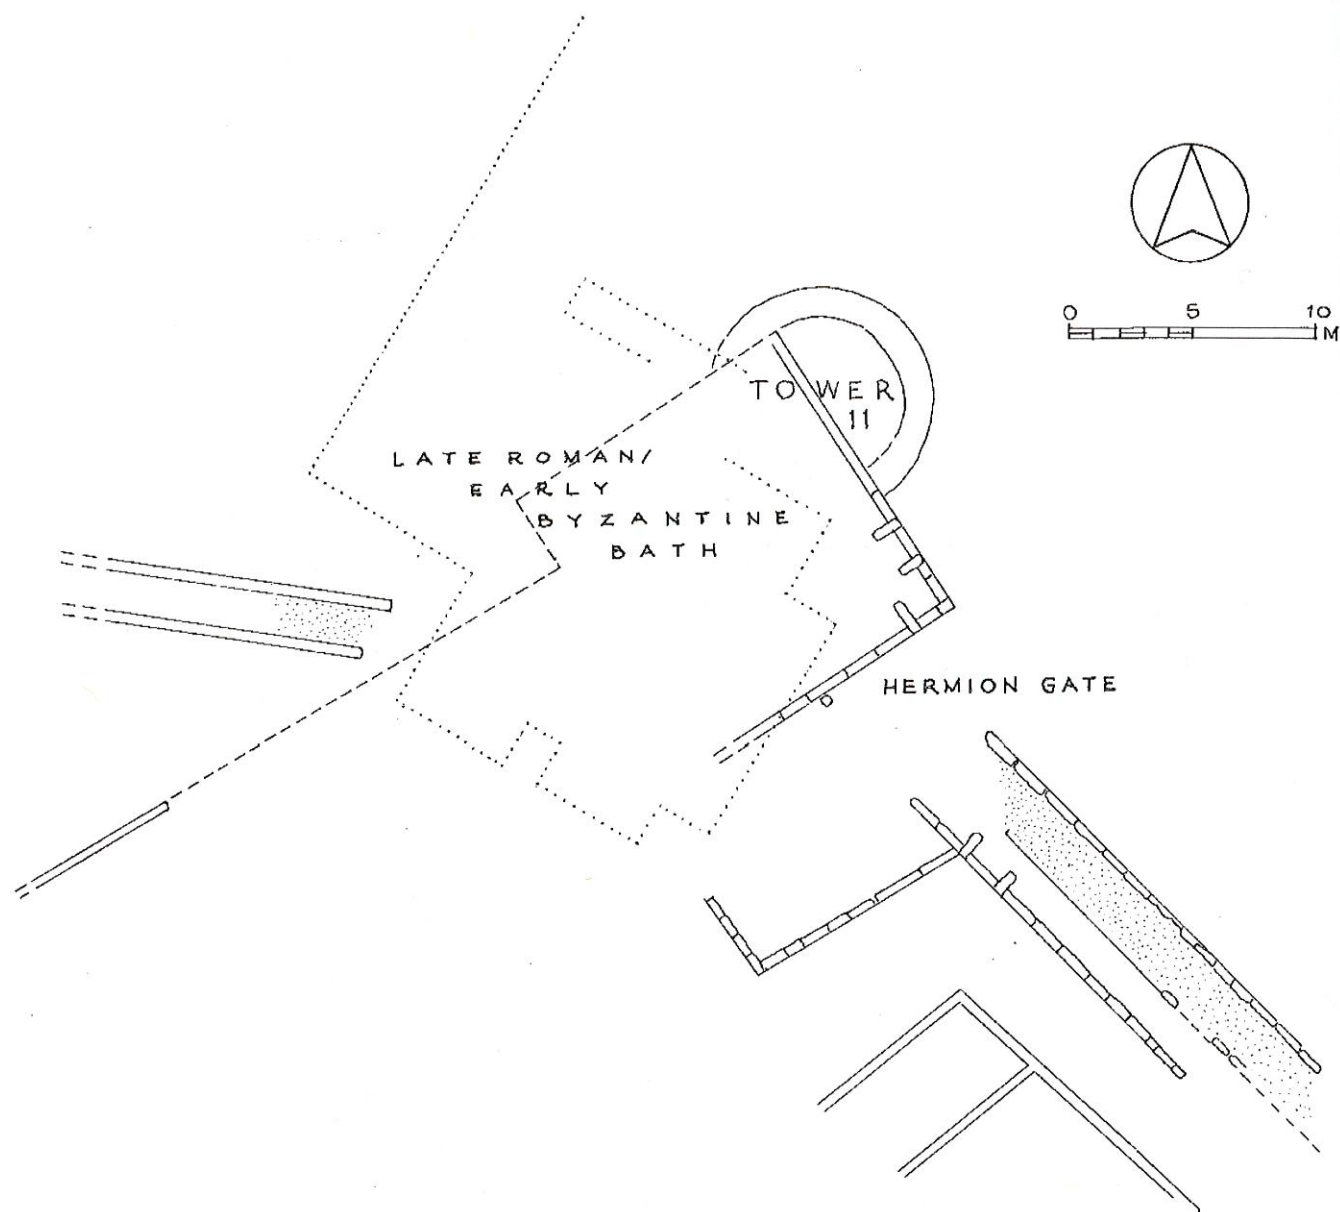 0 5 10
M
TOWER
11
LATE ROMAN/
EARLY
BYZANTINE
BATH
HERMION GATE